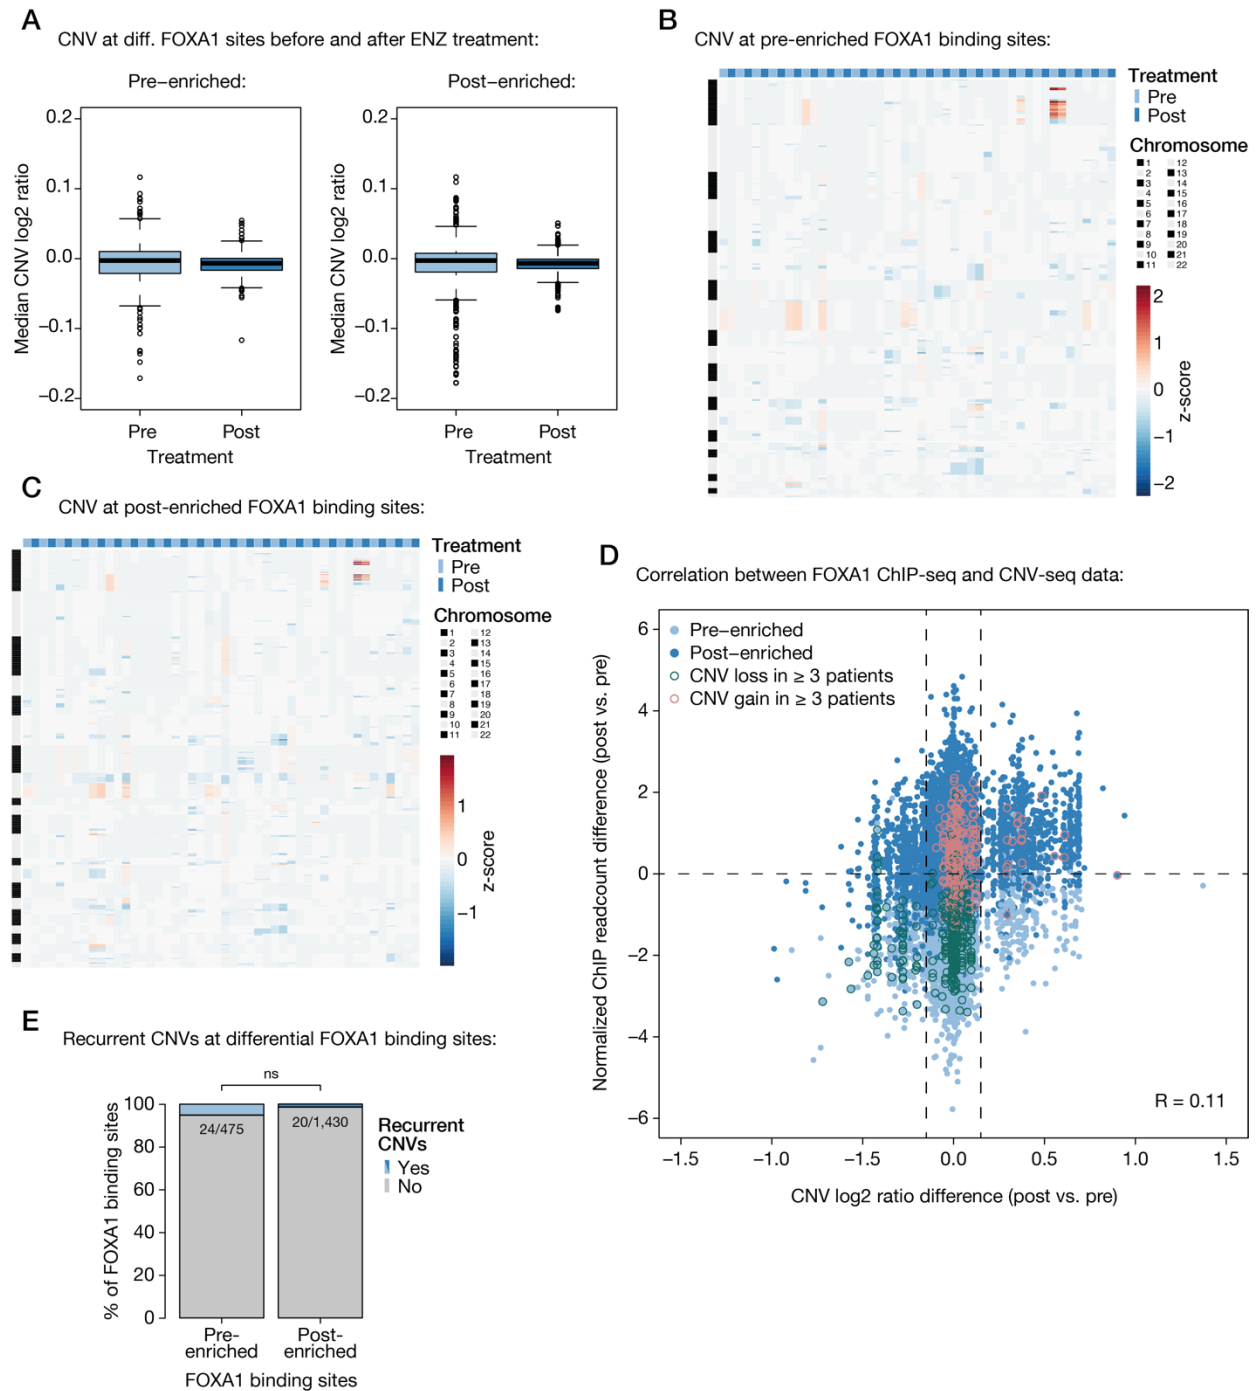 A
CNV at diff. FOXA1 sites before and after ENZ treatment:
Pre−enriched:
Post−enriched:
Median CNV log2 ratio
0.2
0.1
0.0
−0.1
−0.2
Pre
Post
Treatment
Median CNV log2 ratio
0.2
0.1
0.0
−0.1
−0.2
Pre
Post
Treatment
B
CNV at pre-enriched FOXA1 binding sites:
Treatment
Pre
Post
Chromosome
1 12
2 13
3 14
4 15
5 16
6 17
7 18
8 19
9 20
10 21
11 22
2
1
0
−1
−2
z-score
C
CNV at post-enriched FOXA1 binding sites:
Treatment
Pre
Post
Chromosome
1 12
2 13
3 14
4 15
5 16
6 17
7 18
8 19
9 20
10 21
11 22
1
0
−1
z-score
D
Correlation between FOXA1 ChIP-seq and CNV-seq data:
Pre−enriched
Post−enriched
CNV loss in ≥ 3 patients
CNV gain in ≥ 3 patients
Normalized ChIP readcount difference (post vs. pre)
6
4
2
0
−2
−4
−6
R = 0.11
−1.5
−1.0
−1.5
0.0
0.5
1.0
1.5
CNV log2 ratio difference (post vs. pre)
E
Recurrent CNVs at differential FOXA1 binding sites:
ns
% of FOXA1 binding sites
100
80
60
40
20
0
24/475
20/1,430
Recurrent
CNVs
Yes
No
Pre-
enriched
Post-
enriched
FOXA1 binding sites